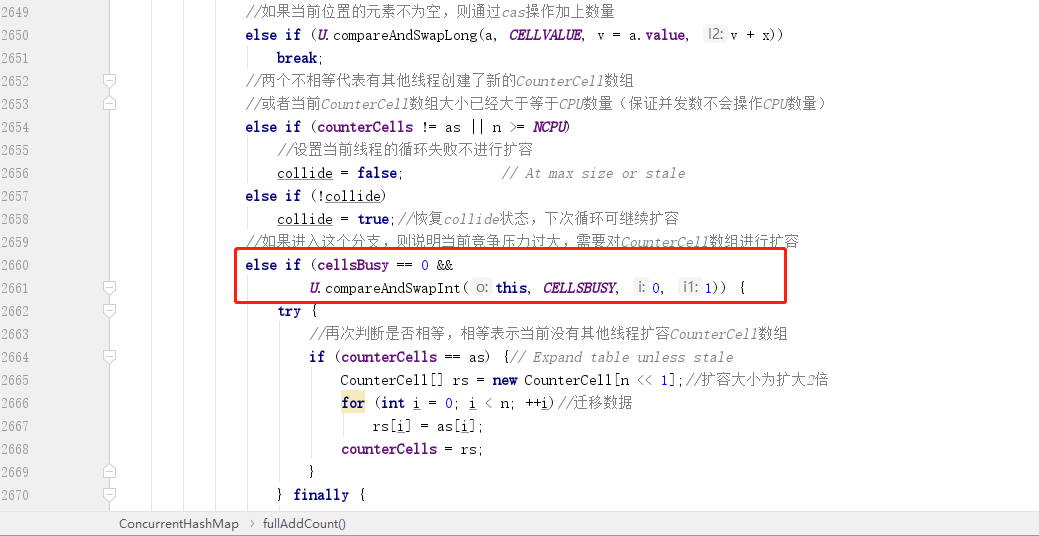 2649 //如果当前位置的元素不为空，则通过cas操作加上数量
2650 else if (U.compareAndSwapLong(a, CELLVALUE, v = a.value, l2: v + x))
2651 break;
2652 //两个不相等代表有其他线程创建了新的CounterCell数组
2653 //或者当前CounterCell数组大小已经大于等于CPU数量（保证并发数不会操作CPU数量）
2654 else if (counterCells != as || n >= NCPU)
2655 //设置当前线程的循环失败不进行扩容
2656 collide = false; // At max size or stale
2657 else if (!collide)
2658 collide = true;//恢复collide状态，下次循环可继续扩容
2659 //如果进入这个分支，则说明当前竞争压力过大，需要对CounterCell数组进行扩容
2660 else if (cellsBusy == 0 &&
2661 U.compareAndSwapInt( o: this, CELLSBUSY, i: 0, i1: 1)) {
2662 try {
2663 //再次判断是否相等，相等表示当前没有其他线程扩容CounterCell数组
2664 if (counterCells == as) {// Expand table unless stale
2665 CounterCell[] rs = new CounterCell[n << 1];//扩容大小为扩大2倍
2666 for (int i = 0; i < n; ++i)//迁移数据
2667 rs[i] = as[i];
2668 counterCells = rs;
2669 }
2670 } finally {
ConcurrentHashMap › fullAddCount()